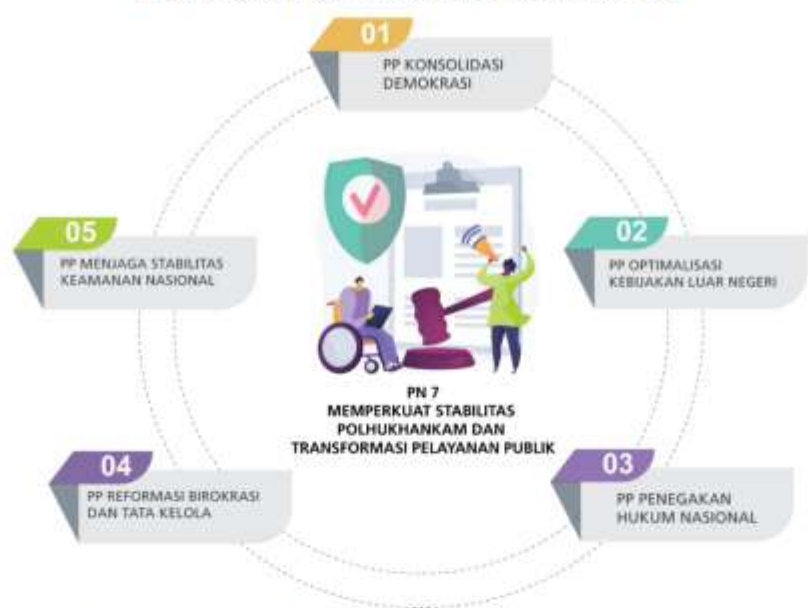 01
PP KONSOLIDASI
DEMOKRASI
02
PP OPTIMALISASI
KEBIJAKAN LUAR NEGERI
03
PP PENEGAKAN
HUKUM NASIONAL
04
PP REFORMASI BIROKRASI
DAN TATA KELOLA
05
PP MENJAGA STABILITAS
KEAMANAN NASIONAL
PN 7
MEMPERKUAT STABILITAS
POLHUKHANKAM DAN
TRANSFORMASI PELAYANAN PUBLIK